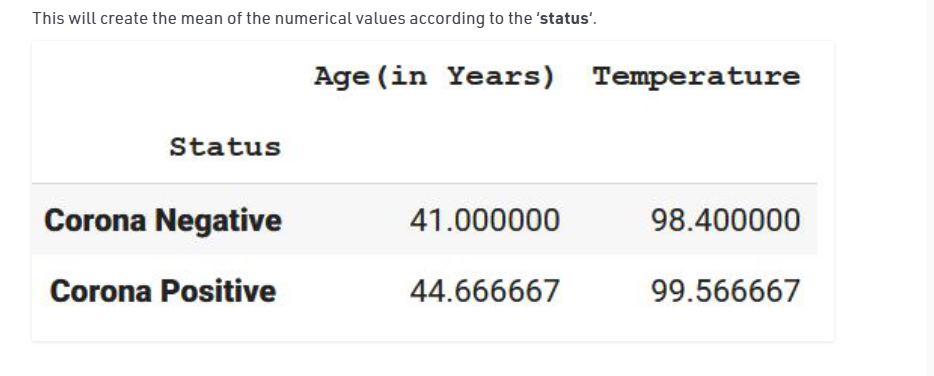 This will create the mean of the numerical values according to the ‘status‘.
Age(in Years) Temperature
Status
Corona Negative 41.000000 98.400000
Corona Positive 44.666667 99.566667